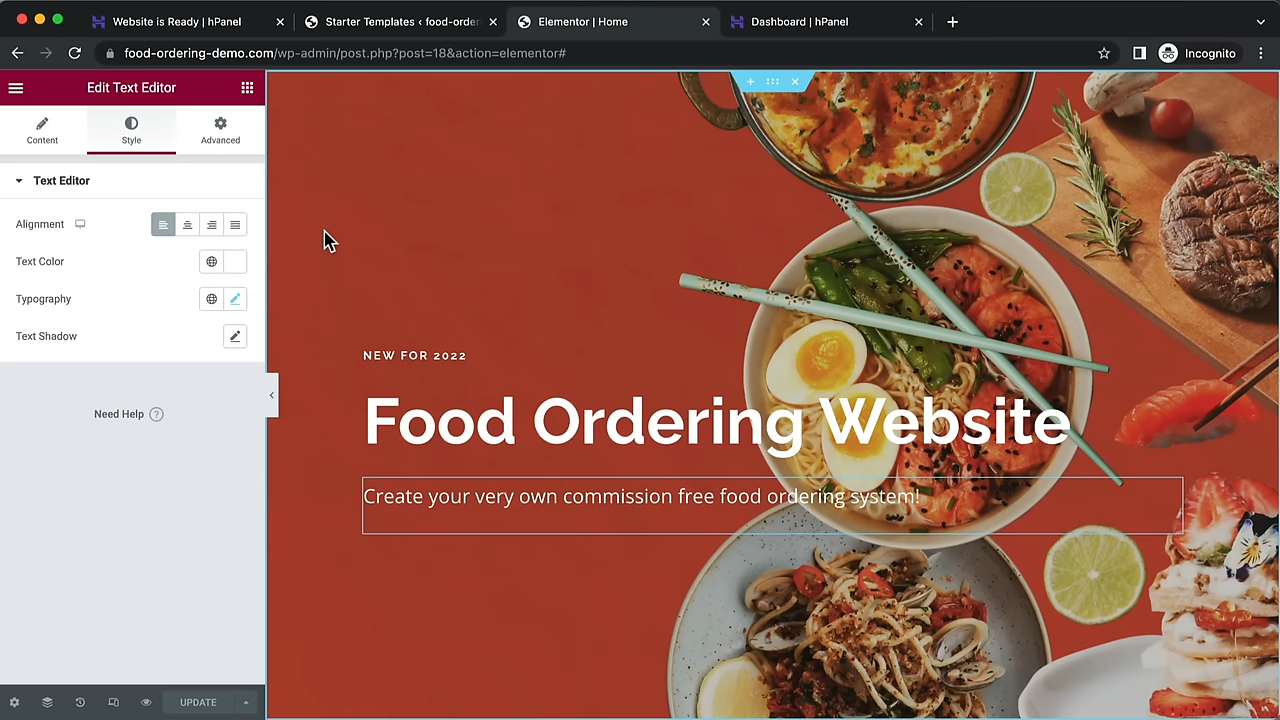 Website is Ready | hPanel
Starter Templates ‹ food-order
Elementor | Home
Dashboard | hPanel
food-ordering-demo.com/wp-admin/post.php?post=18&action=elementor#
Incognito
Edit Text Editor
Content
Style
Advanced
Text Editor
Alignment
Text Color
Typography
Text Shadow
Need Help ?
UPDATE
NEW FOR 2022
Food Ordering Website
Create your very own commission free food ordering system!